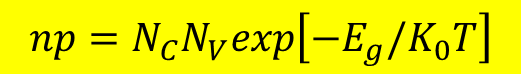 np = N_C N_V exp[−E_g/K_0T]